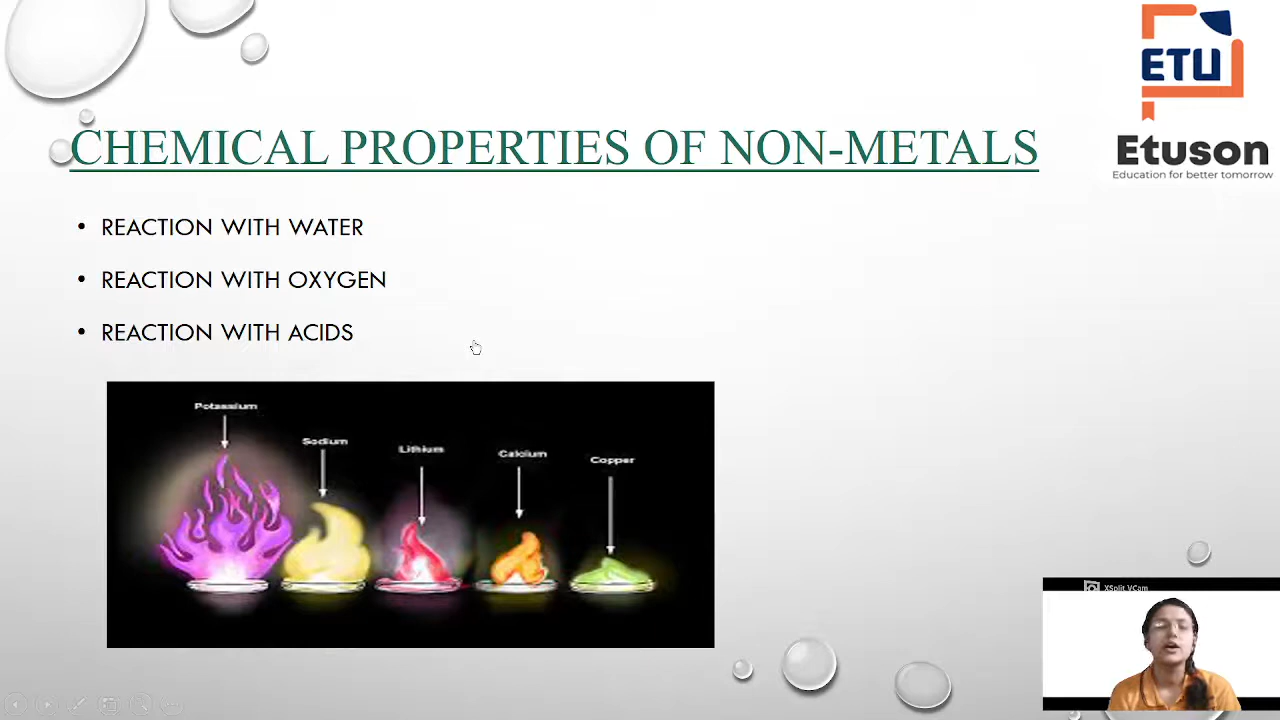 ETU
Etuson
Education for better tomorrow
CHEMICAL PROPERTIES OF NON-METALS
• REACTION WITH WATER
• REACTION WITH OXYGEN
• REACTION WITH ACIDS
Potassium
Sodium
Lithium
Calcium
Copper
XSplit VCam